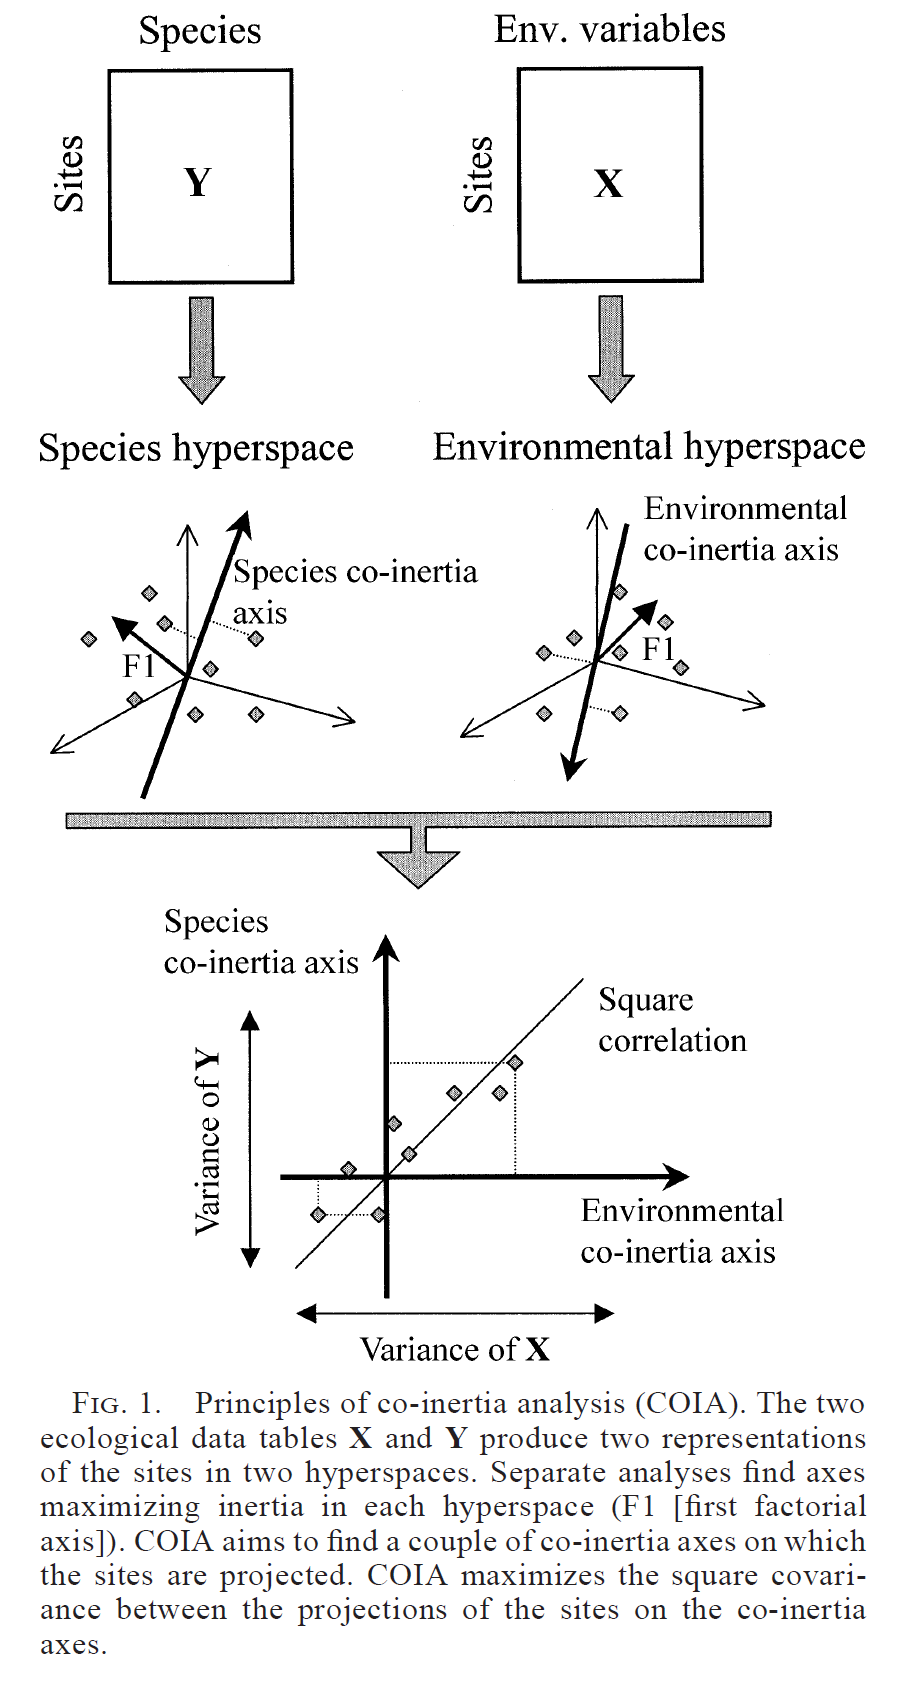 Species
Env. variables
Sites
Y
Sites
X
Species hyperspace
Environmental hyperspace
Species co-inertia
axis
F1
Environmental
co-inertia axis
F1
Species
co-inertia axis
Square
correlation
Variance of Y
Environmental
co-inertia axis
Variance of X
FIG. 1. Principles of co-inertia analysis (COIA). The two
ecological data tables X and Y produce two representations
of the sites in two hyperspaces. Separate analyses find axes
maximizing inertia in each hyperspace (F1 [first factorial
axis]). COIA aims to find a couple of co-inertia axes on which
the sites are projected. COIA maximizes the square covari-
ance between the projections of the sites on the co-inertia
axes.